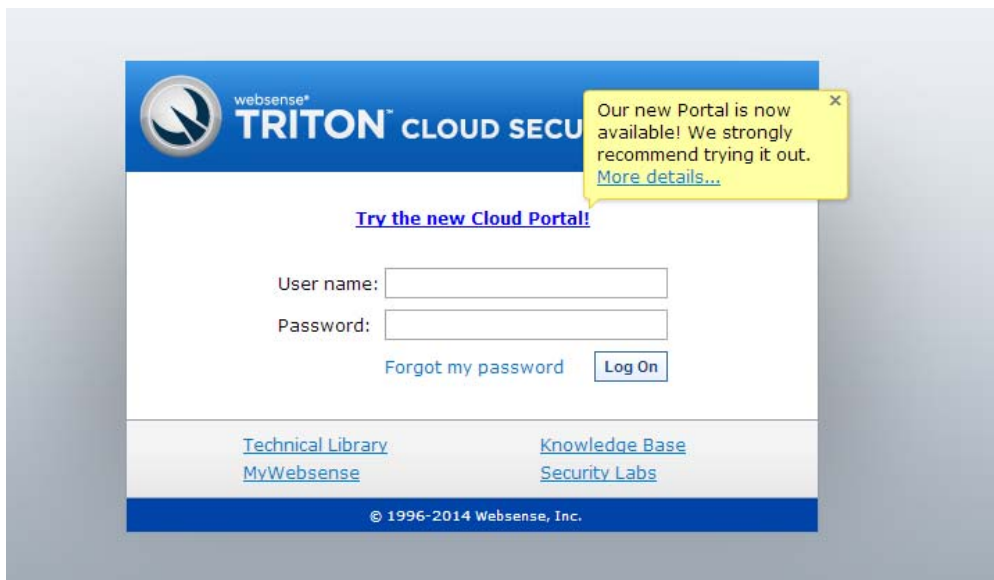 websense®
TRITON™ CLOUD SECU
Our new Portal is now
available! We strongly
recommend trying it out.
More details...
Try the new Cloud Portal!
User name:
Password:
Forgot my password Log On
Technical Library Knowledge Base
MyWebsense Security Labs
© 1996-2014 Websense, Inc.